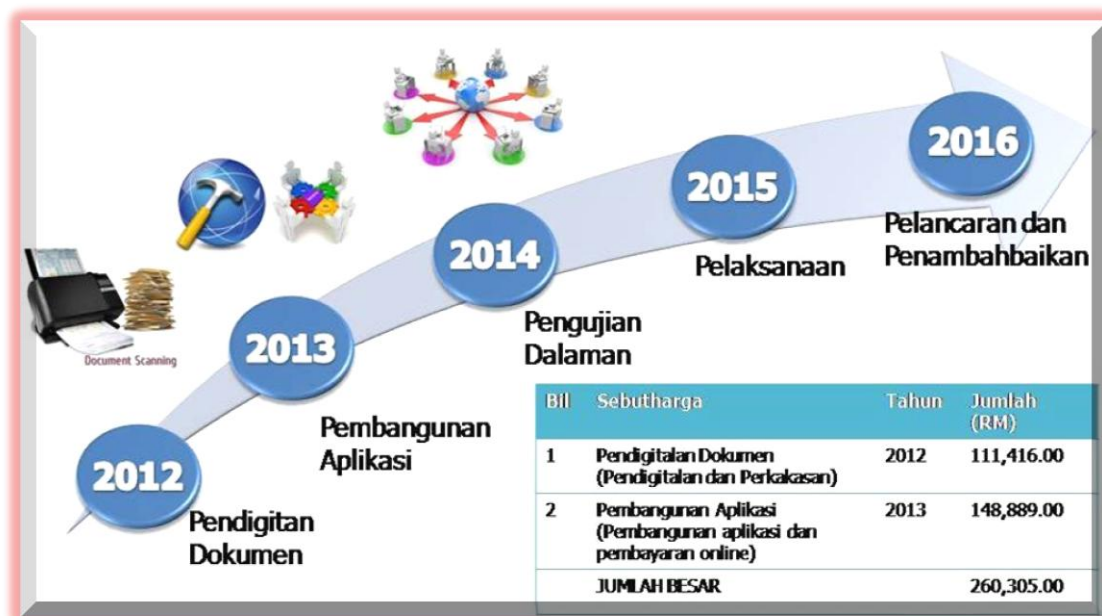 2012
Pendigitan
Dokumen
2013
Pembangunan
Aplikasi
2014
Pengujian
Dalaman
2015
Pelaksanaan
2016
Pelancaran dan
Penambahbaikan
Document Scanning
Bil Sebutharga Tahun Jumlah
(RM)
1 Pendigitalan Dokumen 2012 111,416.00
(Pendigitalan dan Perkakasan)
2 Pembangunan Aplikasi 2013 148,889.00
(Pembangunan aplikasi dan
pembayaran online)
JUMLAH BESAR 260,305.00